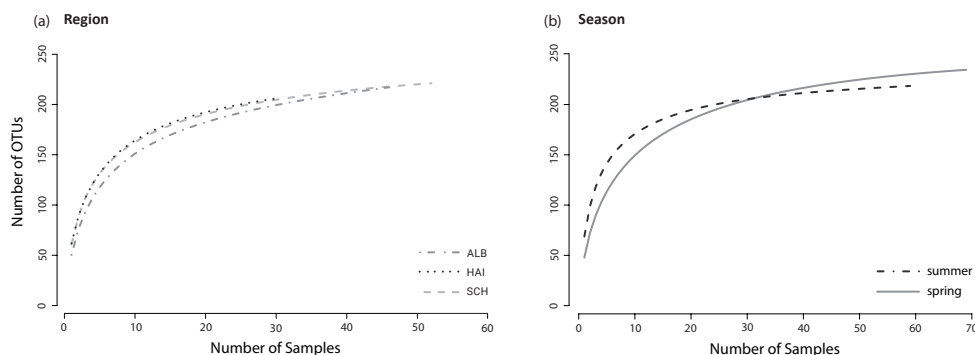 (a) Region
Number of OTUs
250
200
150
100
50
0
ALB
HAI
SCH
0 10 20 30 40 50 60
Number of Samples
(b) Season
250
200
150
100
50
0
summer
spring
0 10 20 30 40 50 60 70
Number of Samples